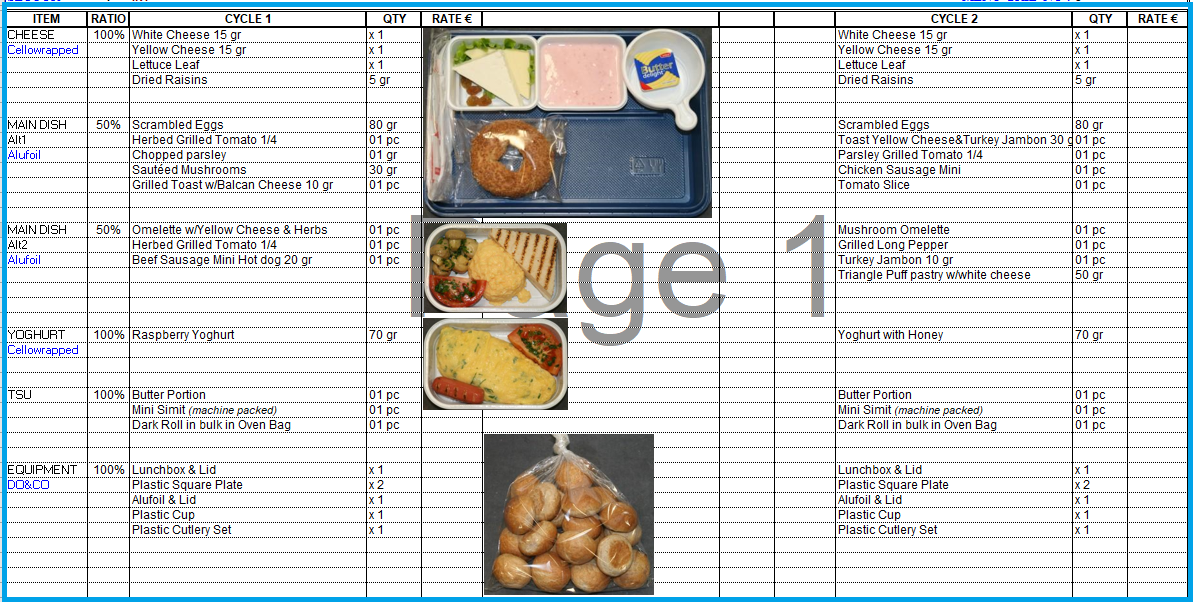 ITEM RATIO CYCLE 1 QTY RATE € CYCLE 2 QTY RATE €
CHEESE 100% White Cheese 15 gr x 1 White Cheese 15 gr x 1
Cellowrapped Yellow Cheese 15 gr x 1 Yellow Cheese 15 gr x 1
Lettuce Leaf x 1 Lettuce Leaf x 1
Dried Raisins 5 gr Dried Raisins 5 gr
Butter delight
MAIN DISH 50% Scrambled Eggs 80 gr Scrambled Eggs 80 gr
Alt1 Herbed Grilled Tomato 1/4 01 pc Toast Yellow Cheese&Turkey Jambon 30 g 01 pc
Alufoil Chopped parsley 01 gr Parsley Grilled Tomato 1/4 01 pc
Sautéed Mushrooms 30 gr Chicken Sausage Mini 01 pc
Grilled Toast w/Balcan Cheese 10 gr 01 pc Tomato Slice 01 pc
MAIN DISH 50% Omelette w/Yellow Cheese & Herbs 01 pc Mushroom Omelette 01 pc
Alt2 Herbed Grilled Tomato 1/4 01 pc Grilled Long Pepper 01 pc
Alufoil Beef Sausage Mini Hot dog 20 gr 01 pc Turkey Jambon 10 gr 01 pc
Triangle Puff pastry w/white cheese 50 gr
Page 1
YOGHURT 100% Raspberry Yoghurt 70 gr Yoghurt with Honey 70 gr
Cellowrapped
TSU 100% Butter Portion 01 pc Butter Portion 01 pc
Mini Simit (machine packed) 01 pc Mini Simit (machine packed) 01 pc
Dark Roll in bulk in Oven Bag 01 pc Dark Roll in bulk in Oven Bag 01 pc
EQUIPMENT 100% Lunchbox & Lid x 1 Lunchbox & Lid x 1
DO&CO Plastic Square Plate x 2 Plastic Square Plate x 2
Alufoil & Lid x 1 Alufoil & Lid x 1
Plastic Cup x 1 Plastic Cup x 1
Plastic Cutlery Set x 1 Plastic Cutlery Set x 1